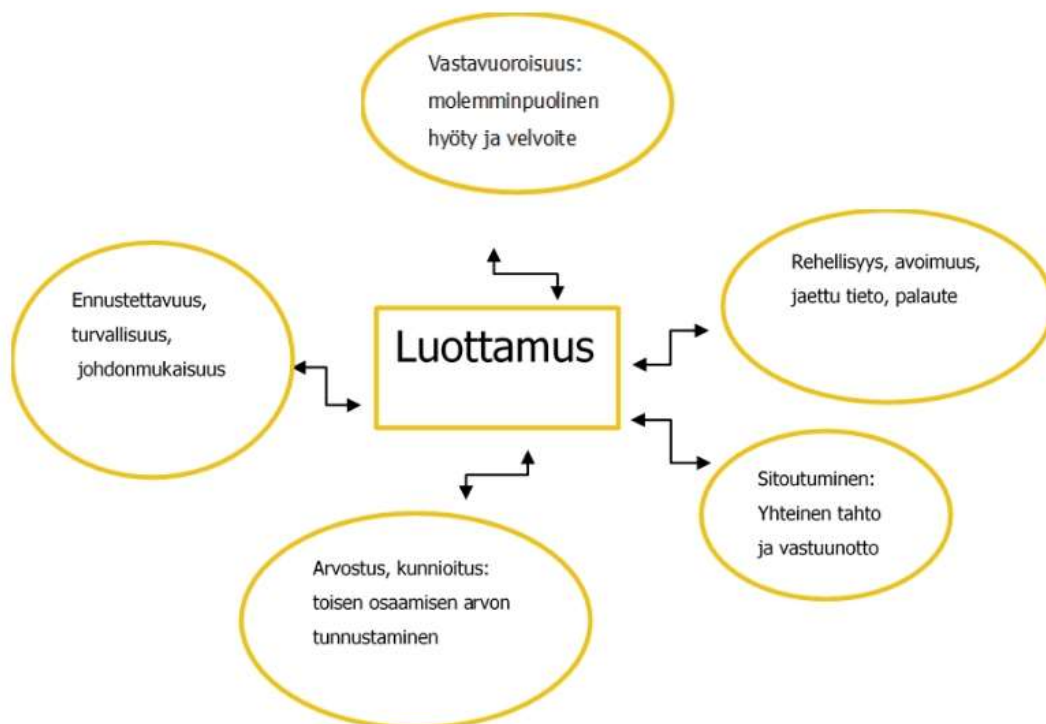 Vastavuoroisuus:
molemminpuolinen
hyöty ja velvoite
Rehellisyys, avoimuus,
jaettu tieto, palaute
Ennustettavuus,
turvallisuus,
johdonmukaisuus
Luottamus
Sitoutuminen:
Yhteinen tahto
ja vastuunotto
Arvostus, kunnioitus:
toisen osaamisen arvon
tunnustaminen